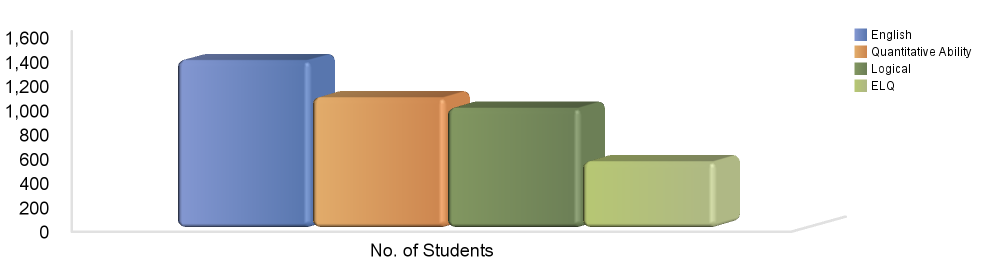 1,600
1,400
1,200
1,000
800
600
400
200
0
No. of Students
English
Quantitative Ability
Logical
ELQ